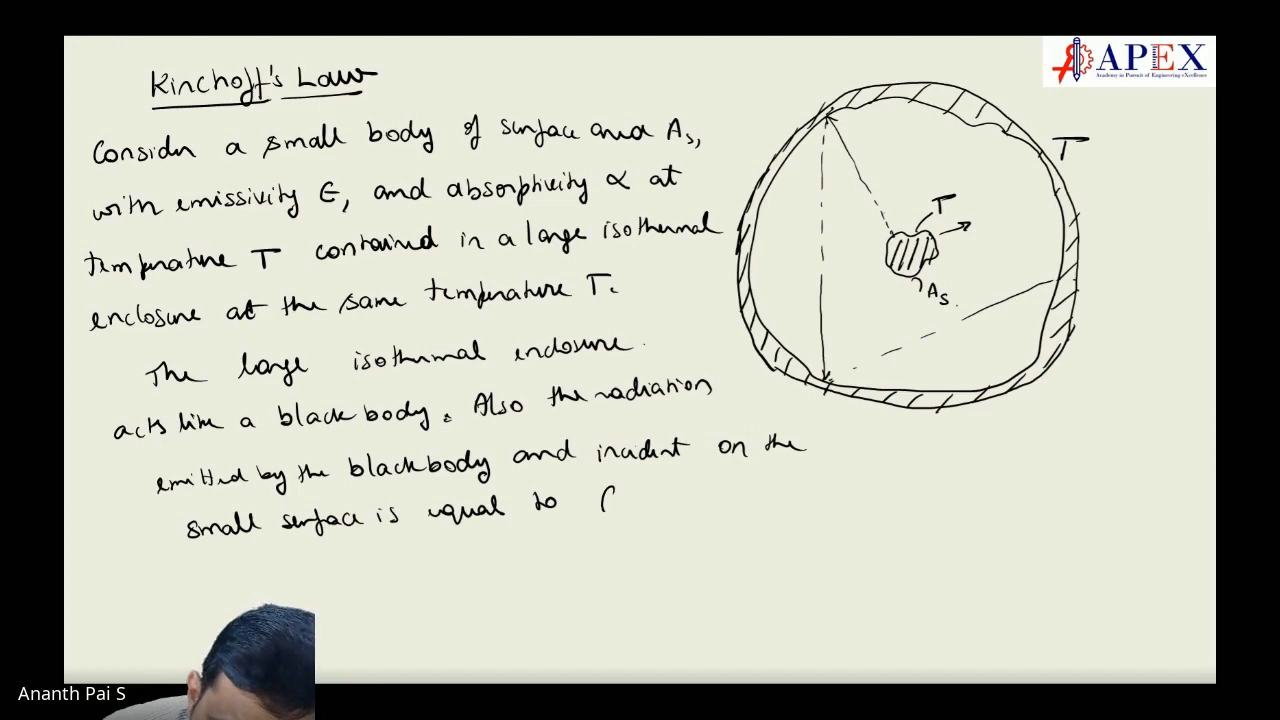 Kirchoff's Law
Consider a small body of surface area As,
with emissivity ϵ, and absorptivity α at
temperature T contained in a large isothermal
enclosure at the same temperature T.
The large isothermal enclosure.
acts like a blackbody. Also the radiation
emitted by the blackbody and incident on the
small surface is equal to (
T
T
As
APEX
Academy in Pursuit of Engineering eXcellence
Ananth Pai S